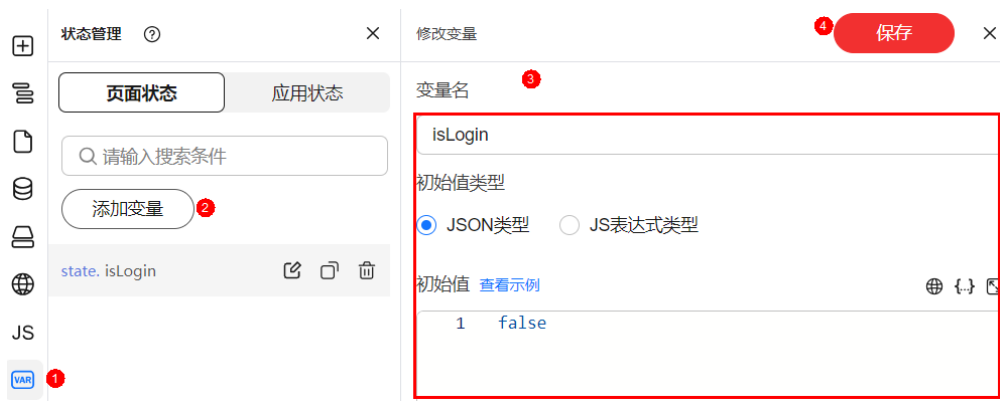 状态管理
页面状态
应用状态
请输入搜索条件
添加变量
2
state. isLogin
JS
VAR
1
修改变量
4
保存
变量名
3
isLogin
初始值类型
JSON类型
JS表达式类型
初始值 查看示例
1 false